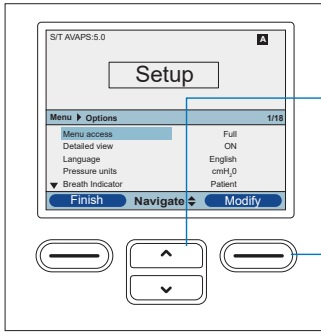 S/T AVAPS:5.0 A
Setup
Menu Options 1/18
Menu access Full
Detailed view ON
Language English
Pressure units cmH₂0
Breath Indicator Patient
Finish Navigate Modify